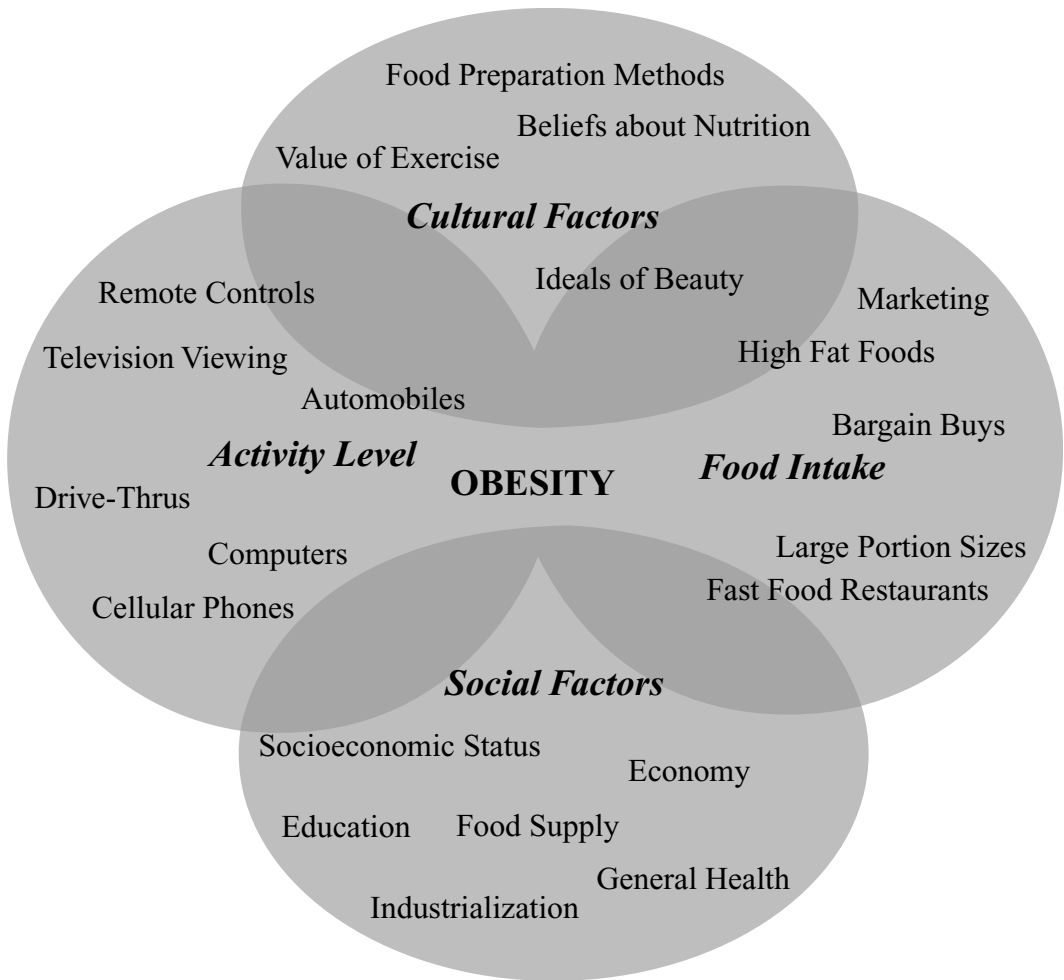 Food Preparation Methods
Beliefs about Nutrition
Value of Exercise
Cultural Factors
Ideals of Beauty
Remote Controls
Television Viewing
Automobiles
Activity Level
Drive-Thrus
Computers
Cellular Phones
OBESITY
Marketing
High Fat Foods
Bargain Buys
Food Intake
Large Portion Sizes
Fast Food Restaurants
Social Factors
Socioeconomic Status
Economy
Education
Food Supply
General Health
Industrialization